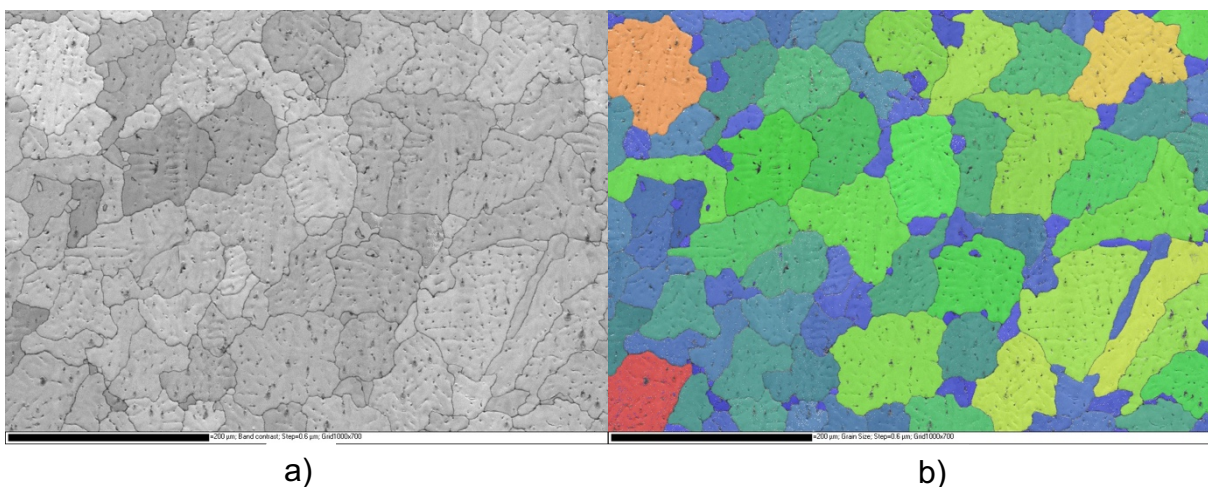 =200 µm; Band contrast; Step=0.6 µm; Grid1000x700
=200 µm; Grain Size; Step=0.6 µm; Grid1000x700
a)
b)